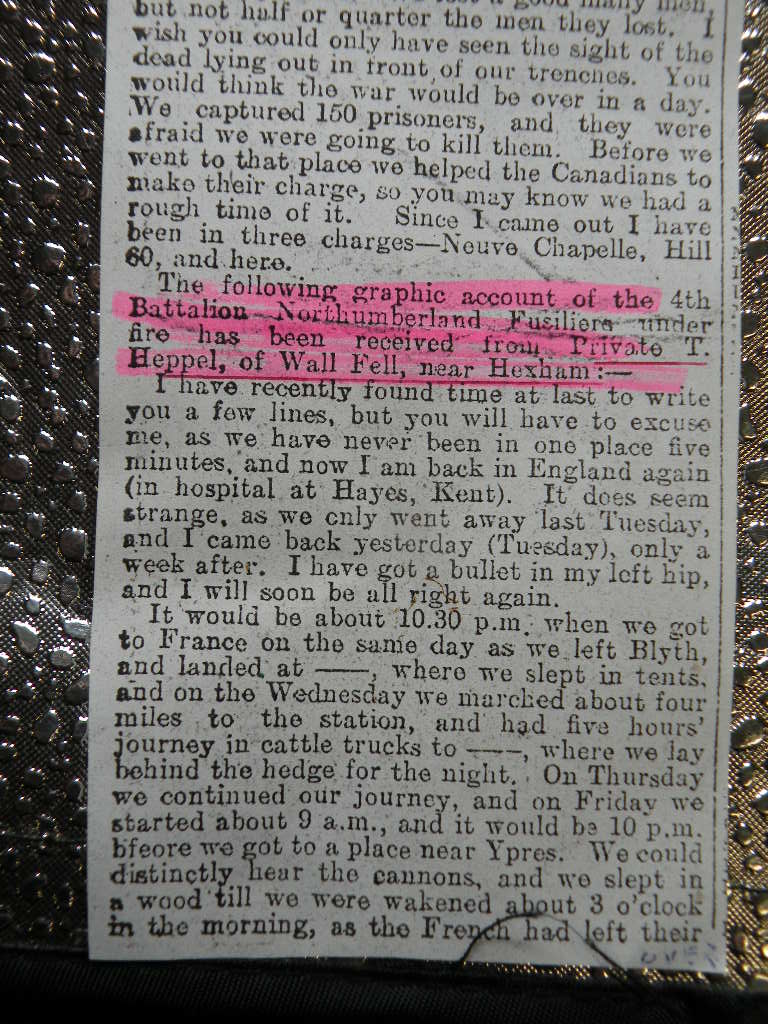 but not half or quarter the men they lost. I
wish you could only have seen the sight of the
dead lying out in front of our trenches. You
would think the war would be over in a day.
We captured 150 prisoners, and they were
afraid we were going to kill them. Before we
went to that place we helped the Canadians to
make their charge, so you may know we had a
rough time of it. Since I came out I have
been in three charges—Neuve Chapelle, Hill
60, and here.
The following graphic account of the 4th
Battalion Northumberland Fusiliers under
fire has been received from Private T.
Heppel, of Wall Fell, near Hexham:—
I have recently found time at last to write
you a few lines, but you will have to excuse
me, as we have never been in one place five
minutes, and now I am back in England again
(in hospital at Hayes, Kent). It does seem
strange, as we only went away last Tuesday,
and I came back yesterday (Tuesday), only a
week after. I have got a bullet in my left hip,
and I will soon be all right again.
It would be about 10.30 p.m. when we got
to France on the same day as we left Blyth,
and landed at ——, where we slept in tents,
and on the Wednesday we marched about four
miles to the station, and had five hours'
journey in cattle trucks to ——, where we lay
behind the hedge for the night. On Thursday
we continued our journey, and on Friday we
started about 9 a.m., and it would be 10 p.m.
bfeore we got to a place near Ypres. We could
distinctly hear the cannons, and we slept in
a wood till we were wakened about 3 o'clock
in the morning, as the French had left their